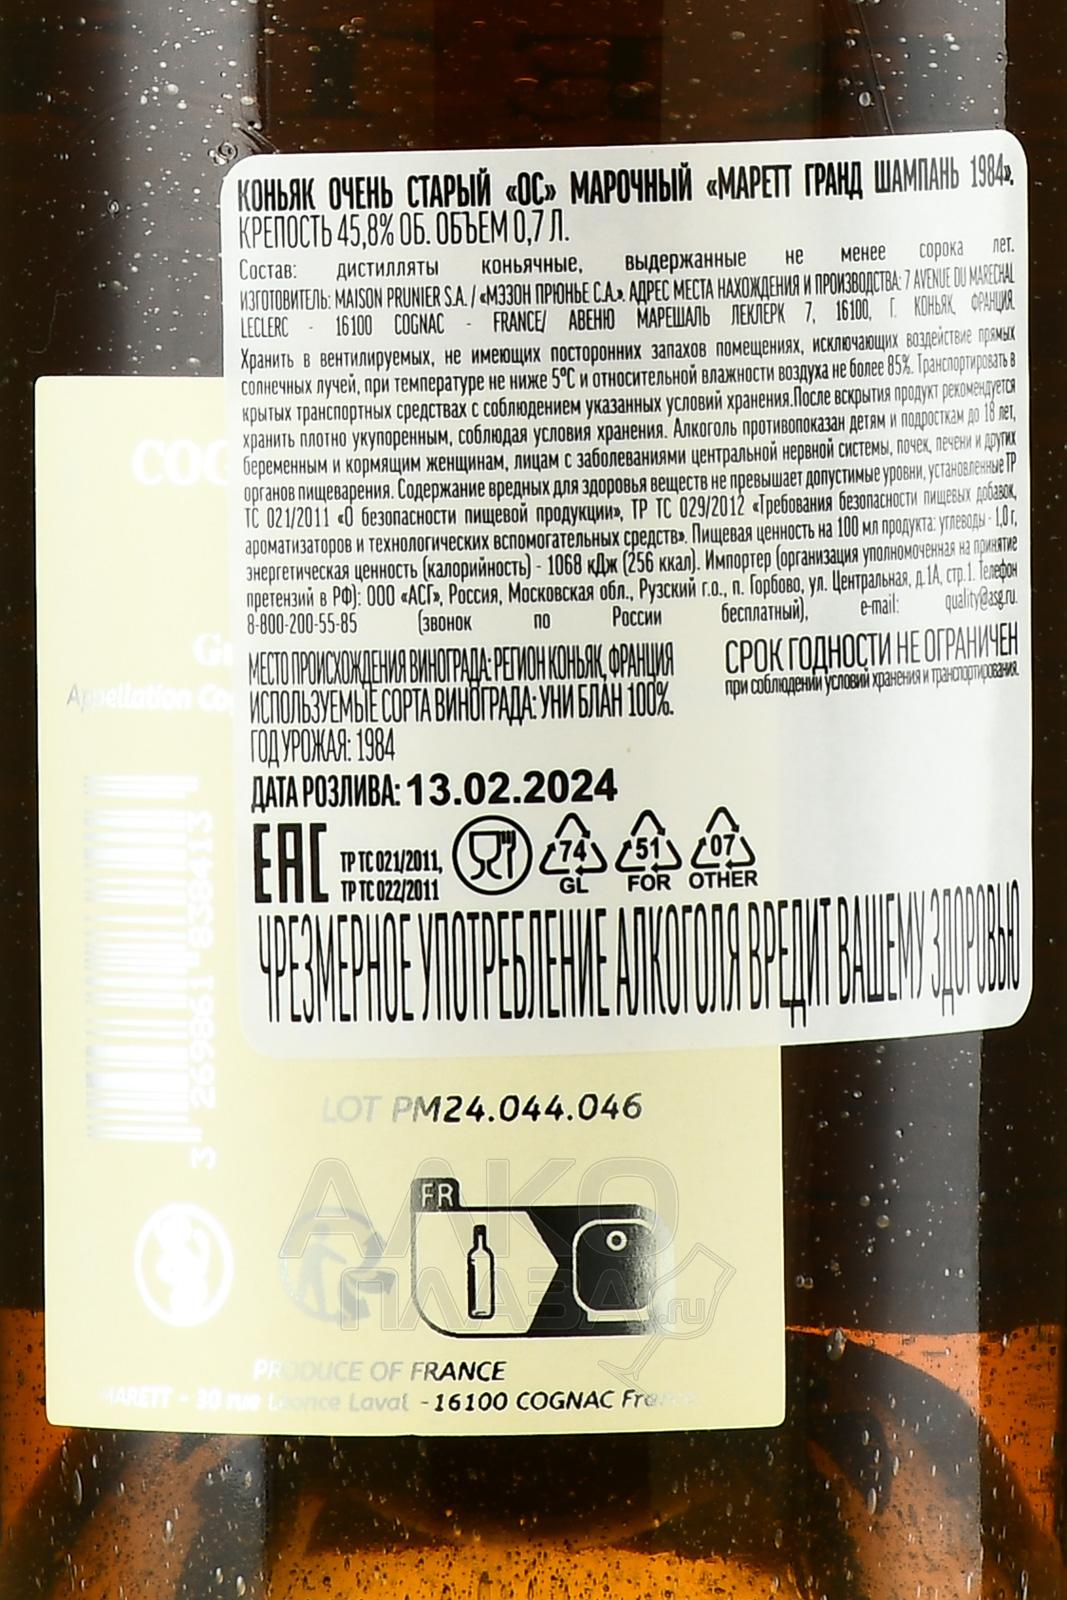 КОНЬЯК ОЧЕНЬ СТАРЫЙ «ОС» МАРОЧНЫЙ «МАРЕТТ ГРАНД ШАМПАНЬ 1984».
КРЕПОСТЬ 45,8% ОБ. ОБЪЕМ 0,7 Л.
Состав: дистилляты коньячные, выдержанные не менее сорока лет.
ИЗГОТОВИТЕЛЬ: MAISON PRUNIER S.A. / «МЭЗОН ПРЮНЬЕ С.А.». АДРЕС МЕСТА НАХОЖДЕНИЯ И ПРОИЗВОДСТВА: 7 AVENUE DU MARECHAL
LECLERC - 16100 COGNAC - FRANCE/ АВЕНЮ МАРЕШАЛЬ ЛЕКЛЕРК 7, 16100, Г. КОНЬЯК, ФРАНЦИЯ.
Хранить в вентилируемых, не имеющих посторонних запахов помещениях, исключающих воздействие прямых
солнечных лучей, при температуре не ниже 5°С и относительной влажности воздуха не более 85%. Транспортировать в
крытых транспортных средствах с соблюдением указанных условий хранения.После вскрытия продукт рекомендуется
хранить плотно укупоренным, соблюдая условия хранения. Алкоголь противопоказан детям и подросткам до 18 лет,
беременным и кормящим женщинам, лицам с заболеваниями центральной нервной системы, почек, печени и других
органов пищеварения. Содержание вредных для здоровья веществ не превышает допустимые уровни, установленные ТР
ТС 021/2011 «О безопасности пищевой продукции», ТР ТС 029/2012 «Требования безопасности пищевых добавок,
ароматизаторов и технологических вспомогательных средств». Пищевая ценность на 100 мл продукта: углеводы - 1,0 г,
энергетическая ценность (калорийность) - 1068 кДж (256 ккал). Импортер (организация уполномоченная на принятие
претензий в РФ): ООО «АСГ», Россия, Московская обл., Рузский г.о., п. Горбово, ул. Центральная, д.1А, стр.1. Телефон
8-800-200-55-85 (звонок по России бесплатный), e-mail: quality@asg.ru.
МЕСТО ПРОИСХОЖДЕНИЯ ВИНОГРАДА: РЕГИОН КОНЬЯК, ФРАНЦИЯ
ИСПОЛЬЗУЕМЫЕ СОРТА ВИНОГРАДА: УНИ БЛАН 100%.
ГОД УРОЖАЯ: 1984
СРОК ГОДНОСТИ НЕ ОГРАНИЧЕН
при соблюдении условий хранения и транспортирования.
ДАТА РОЗЛИВА: 13.02.2024
ЕАС ТР ТС 021/2011,
ТР ТС 022/2011
74 51 07
GL FOR OTHER
ЧРЕЗМЕРНОЕ УПОТРЕБЛЕНИЕ АЛКОГОЛЯ ВРЕДИТ ВАШЕМУ ЗДОРОВЬЮ
COG
Appellation Cog
3 269861 838413
LOT PM24.044.046
FR
АЛКО
ПЛАЗА.ru
PRODUCE OF FRANCE
MARETT - 30 rue Léonce Laval - 16100 COGNAC France